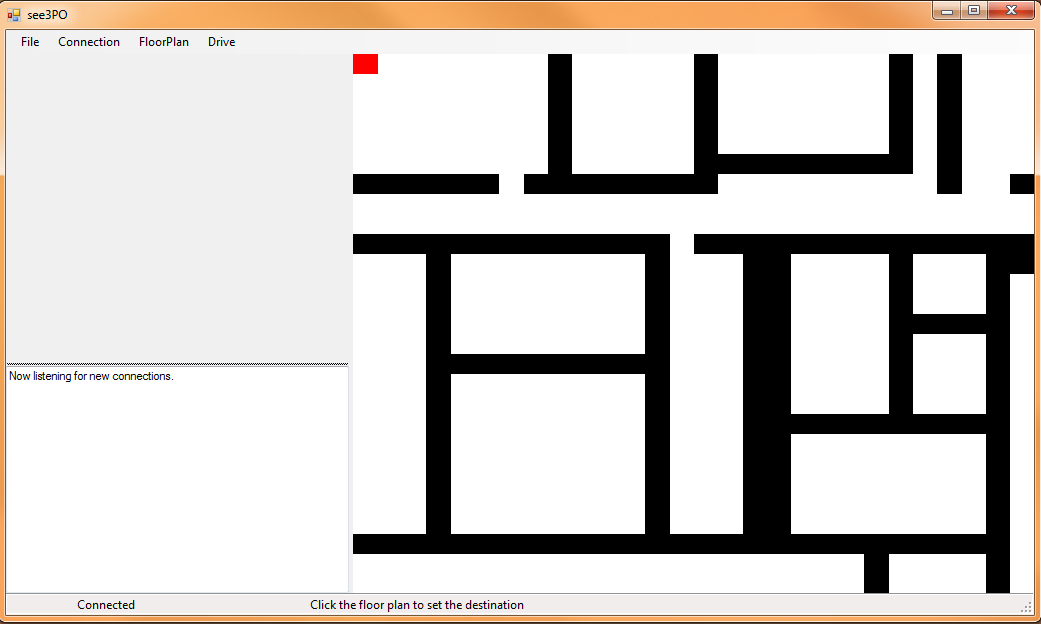 see3PO
File Connection FloorPlan Drive
Now listening for new connections.
Connected Click the floor plan to set the destination